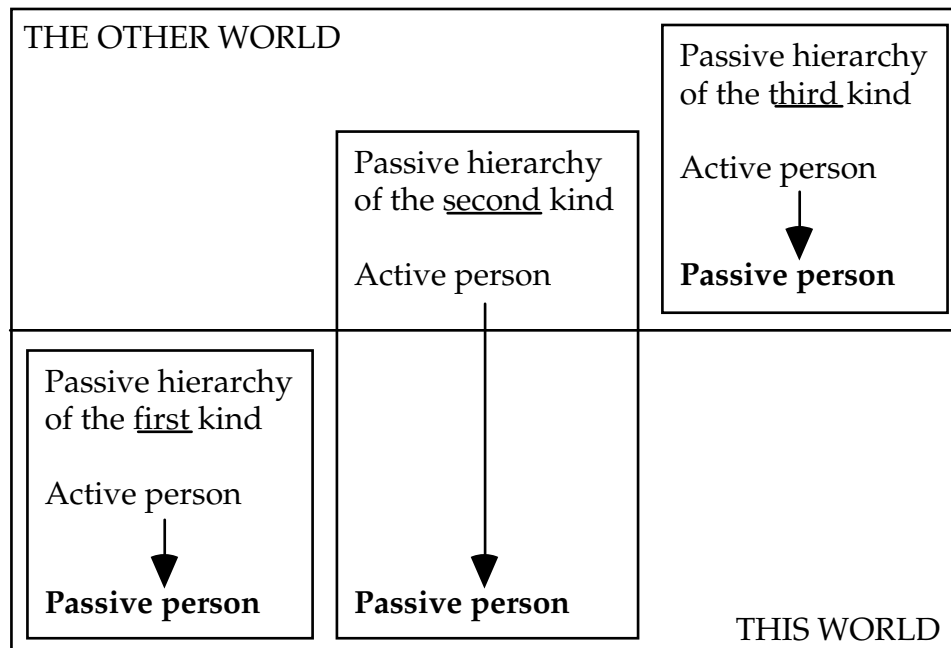 THE OTHER WORLD
Passive hierarchy
of the third kind
Active person
Passive person
Passive hierarchy
of the second kind
Active person
Passive person
Passive hierarchy
of the first kind
Active person
Passive person
THIS WORLD